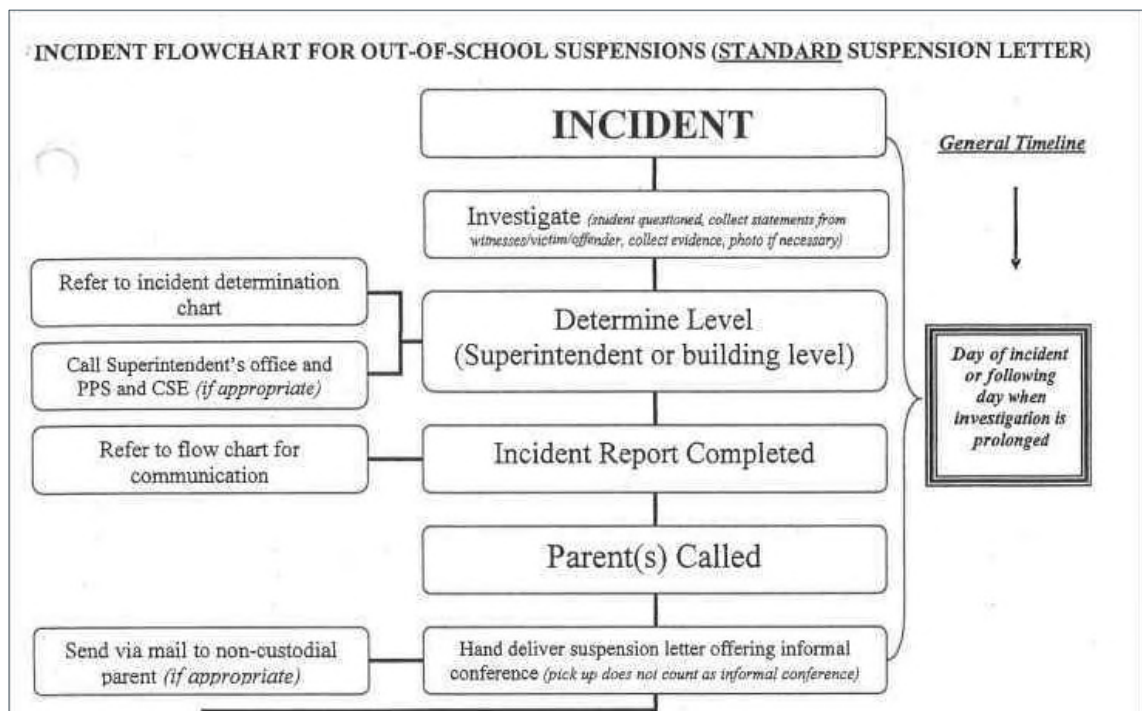 INCIDENT FLOWCHART FOR OUT-OF-SCHOOL SUSPENSIONS (STANDARD SUSPENSION LETTER)
INCIDENT
General Timeline
Investigate (student questioned, collect statements from
witnesses/victim/offender, collect evidence, photo if necessary)
Refer to incident determination
chart
Determine Level
(Superintendent or building level)
Call Superintendent's office and
PPS and CSE (if appropriate)
Day of incident
or following
day when
investigation is
prolonged
Refer to flow chart for
communication
Incident Report Completed
Parent(s) Called
Send via mail to non-custodial
parent (if appropriate)
Hand deliver suspension letter offering informal
conference (pick up does not count as informal conference)